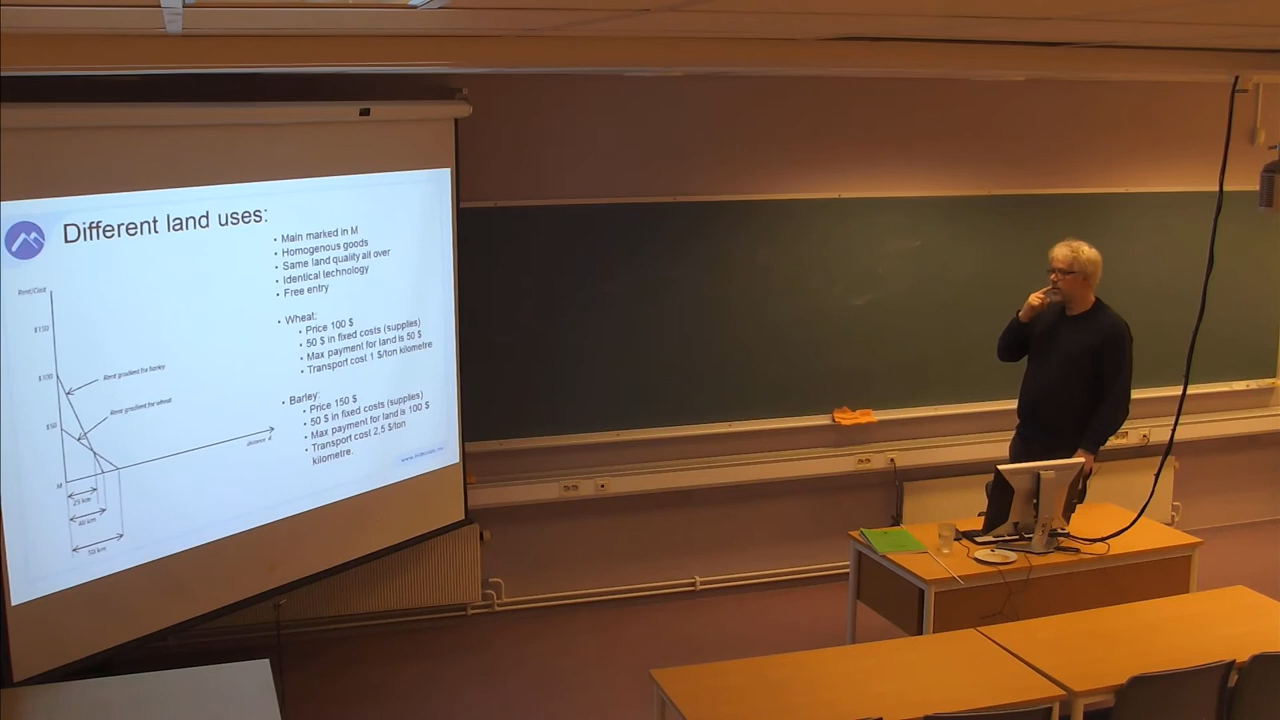 Different land uses:
• Main marked in M
• Homogenous goods
• Same land quality all over
• Identical technology
• Free entry
• Wheat:
• Price 100 $
• 50 $ in fixed costs (supplies)
• Max payment for land is 50 $
• Transport cost 1 $/ton kilometre
• Barley:
• Price 150 $
• 50 $ in fixed costs (supplies)
• Max payment for land is 100 $
• Transport cost 2,5 $/ton
kilometre.
Rent/Cost
$150
$100
Rent gradient for barley
Rent gradient for wheat
$50
distance d
M
25 km
40 km
50 km